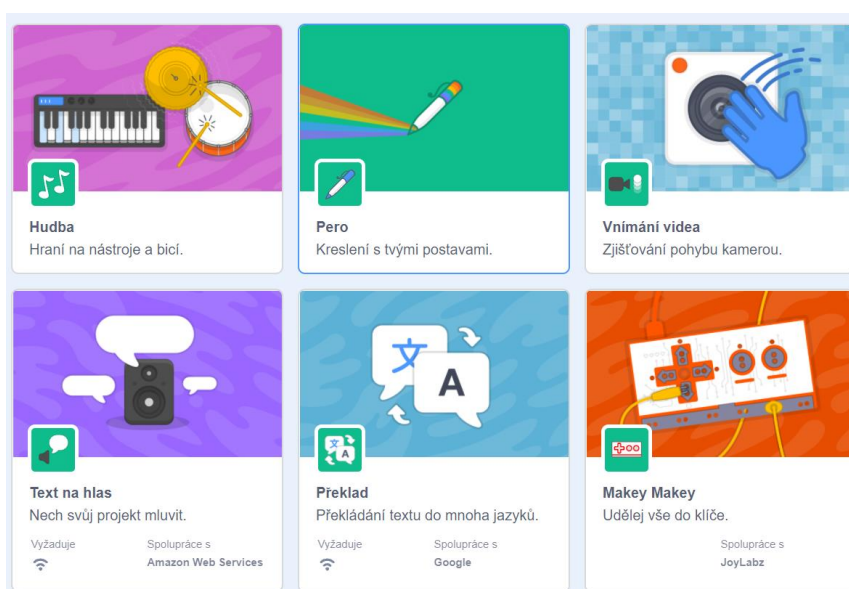 Hudba
Hraní na nástroje a bicí.
Pero
Kreslení s tvými postavami.
Vnímání videa
Zjišťování pohybu kamerou.
文
A
文
A
Text na hlas
Nech svůj projekt mluvit.
Vyžaduje
Spolupráce s
Amazon Web Services
Překlad
Překládání textu do mnoha jazyků.
Vyžaduje
Spolupráce s
Google
Makey Makey
Udělej vše do klíče.
Spolupráce s
JoyLabz